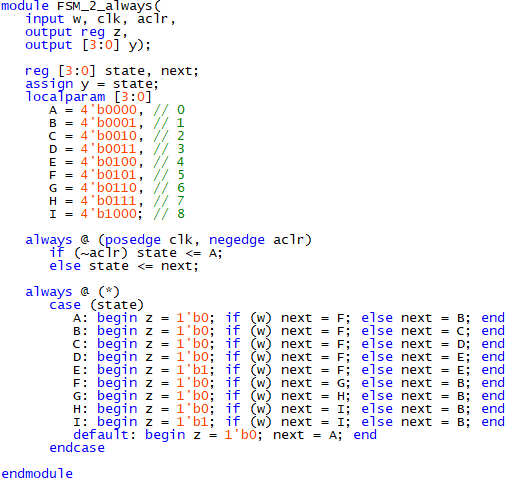 module FSM_2_always(
   input w, clk, aclr,
   output reg z,
   output [3:0] y);

   reg [3:0] state, next;
   assign y = state;
   localparam [3:0]
      A = 4'b0000, // 0
      B = 4'b0001, // 1
      C = 4'b0010, // 2
      D = 4'b0011, // 3
      E = 4'b0100, // 4
      F = 4'b0101, // 5
      G = 4'b0110, // 6
      H = 4'b0111, // 7
      I = 4'b1000; // 8

   always @ (posedge clk, negedge aclr)
      if (~aclr) state <= A;
      else state <= next;

   always @ (*)
      case (state)
         A: begin z = 1'b0; if (w) next = F; else next = B; end
         B: begin z = 1'b0; if (w) next = F; else next = C; end
         C: begin z = 1'b0; if (w) next = F; else next = D; end
         D: begin z = 1'b0; if (w) next = F; else next = E; end
         E: begin z = 1'b1; if (w) next = F; else next = E; end
         F: begin z = 1'b0; if (w) next = G; else next = B; end
         G: begin z = 1'b0; if (w) next = H; else next = B; end
         H: begin z = 1'b0; if (w) next = I; else next = B; end
         I: begin z = 1'b1; if (w) next = I; else next = B; end
         default: begin z = 1'b0; next = A; end
      endcase

endmodule